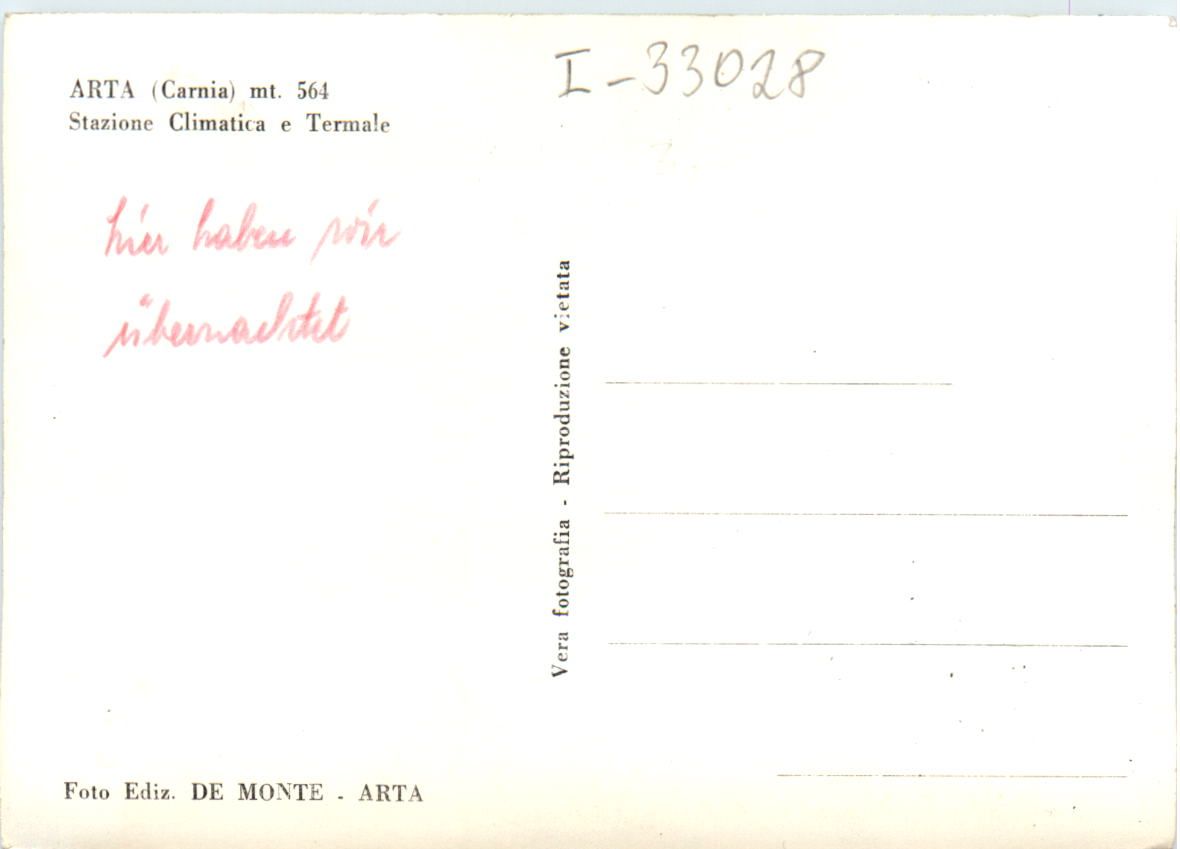 ARTA (Carnia) mt. 564
Stazione Climatica e Termale
I-33028
hier haben wir
übernachtet
Vera fotografia - Riproduzione vietata
Foto Ediz. DE MONTE - ARTA